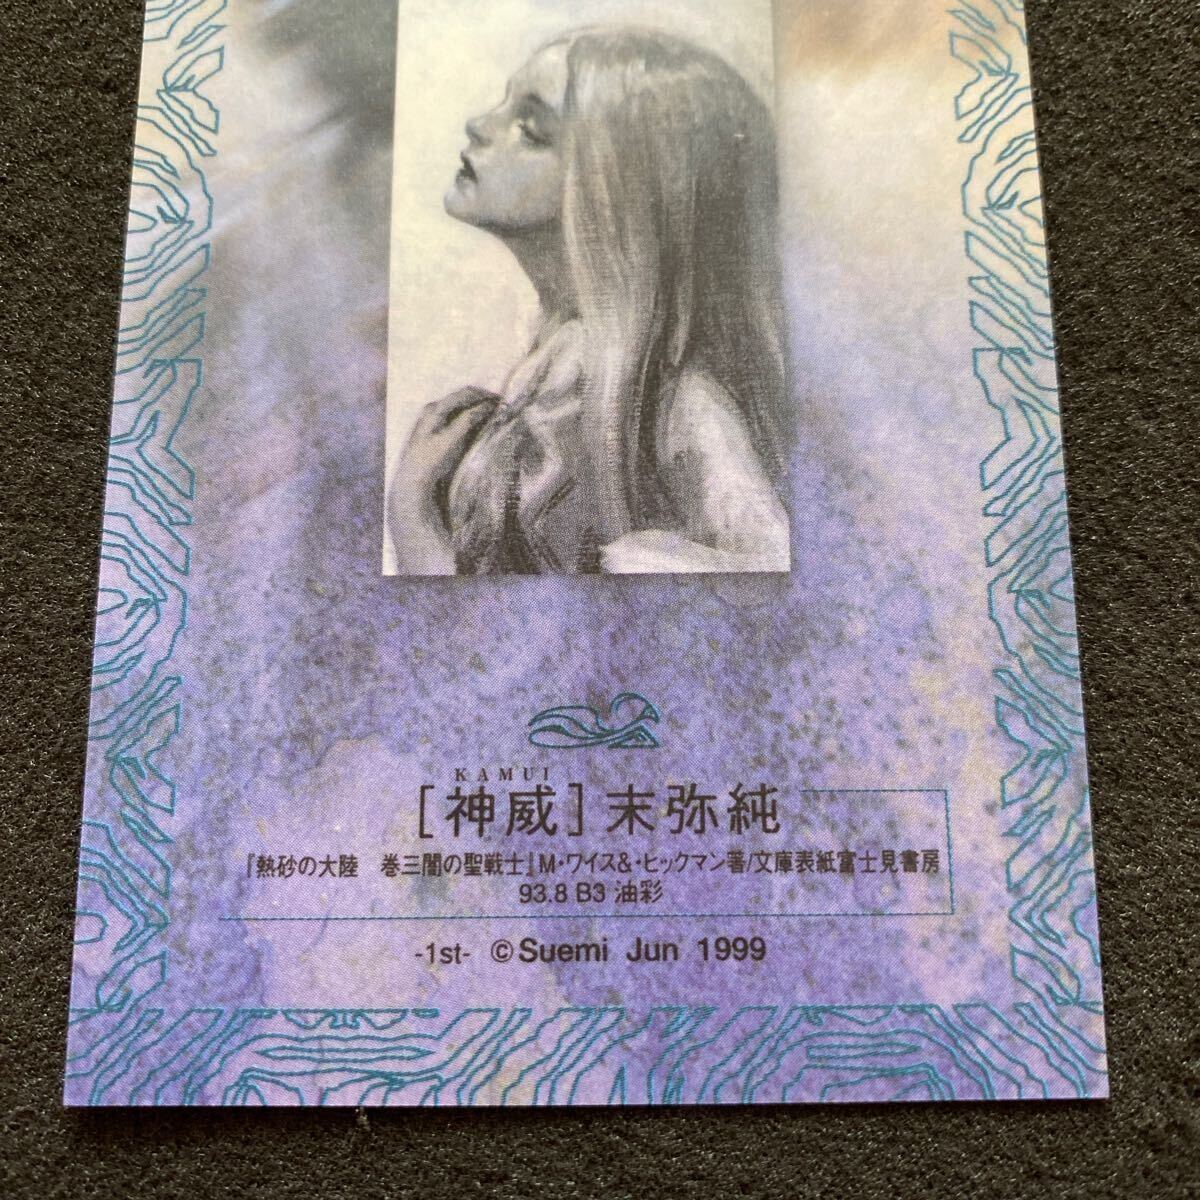 KAMUI
[神威] 末弥純
『熱砂の大陸　巻三闇の聖戦士』M・ワイス&・ヒックマン著/文庫表紙富士見書房
93.8 B3 油彩
-1st- ©Suemi Jun 1999